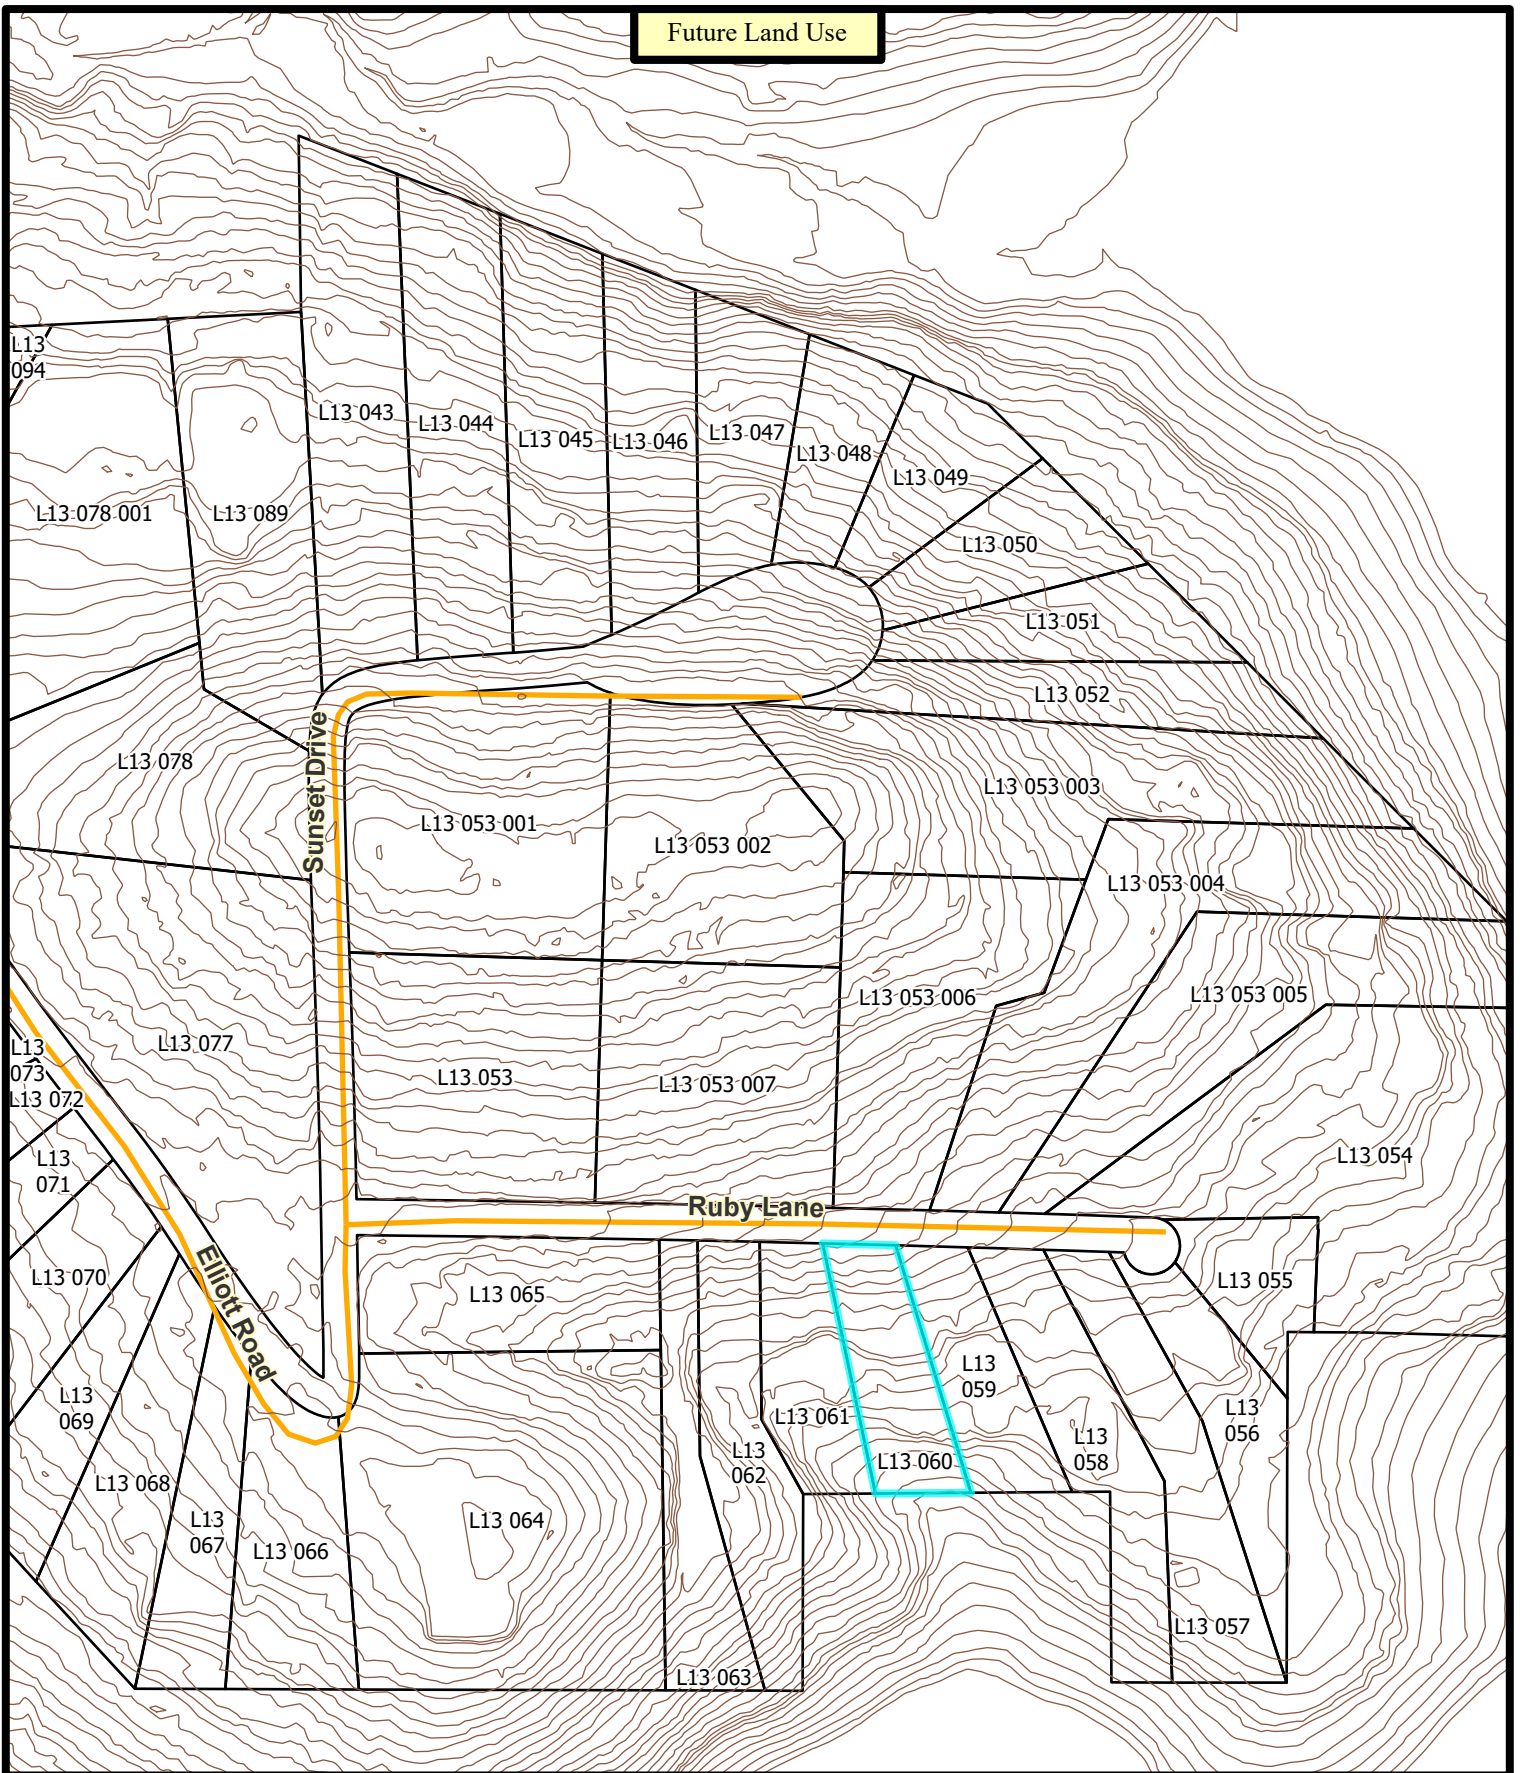 Future Land Use
L13
094
L13 043
L13 044
L13 045
L13 046
L13 047
L13 048
L13 049
L13 078 001
L13 089
L13 050
L13 051
L13 052
L13 078
Sunset Drive
L13 053 003
L13 053 001
L13 053 002
L13 053 004
L13 053 006
L13 053 005
L13
073
L13 077
L13 072
L13 053
L13 053 007
L13
071
L13 054
Ruby Lane
L13 070
Elliott Road
L13 065
L13 055
L13
059
L13
069
L13 061
L13
056
L13
062
L13
058
L13 060
L13 068
L13
067
L13 066
L13 064
L13 057
L13 063